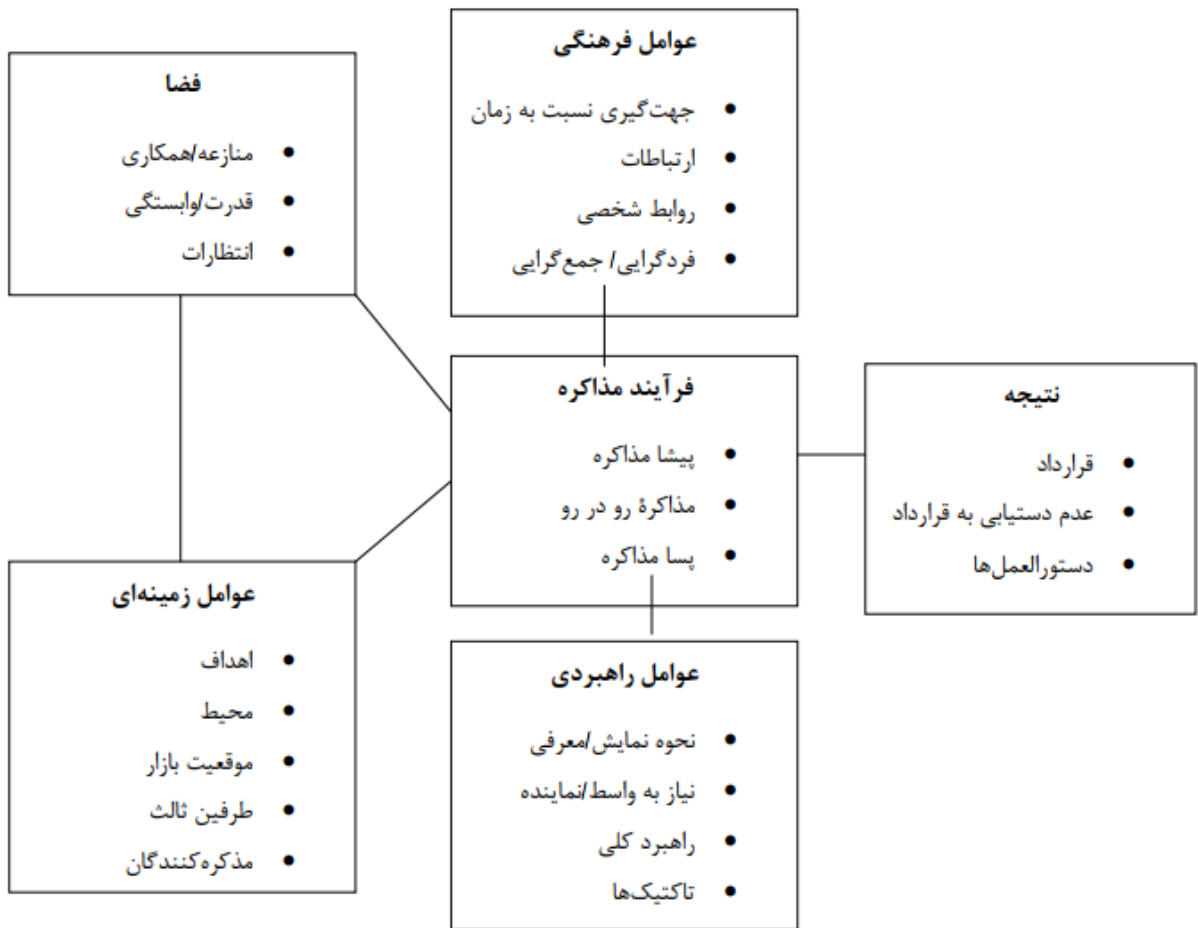 عوامل فرهنگی
• جهت‌گیری نسبت به زمان
• ارتباطات
• روابط شخصی
• فردگرایی/ جمع‌گرایی
فضا
• منازعه/همکاری
• قدرت/وابستگی
• انتظارات
فرآیند مذاکره
• پیشا مذاکره
• مذاکرۀ رو در رو
• پسا مذاکره
نتیجه
• قرارداد
• عدم دستیابی به قرارداد
• دستورالعمل‌ها
عوامل زمینه‌ای
• اهداف
• محیط
• موقعیت بازار
• طرفین ثالث
• مذکره‌کنندگان
عوامل راهبردی
• نحوه نمایش/معرفی
• نیاز به واسط/نماینده
• راهبرد کلی
• تاکتیک‌ها